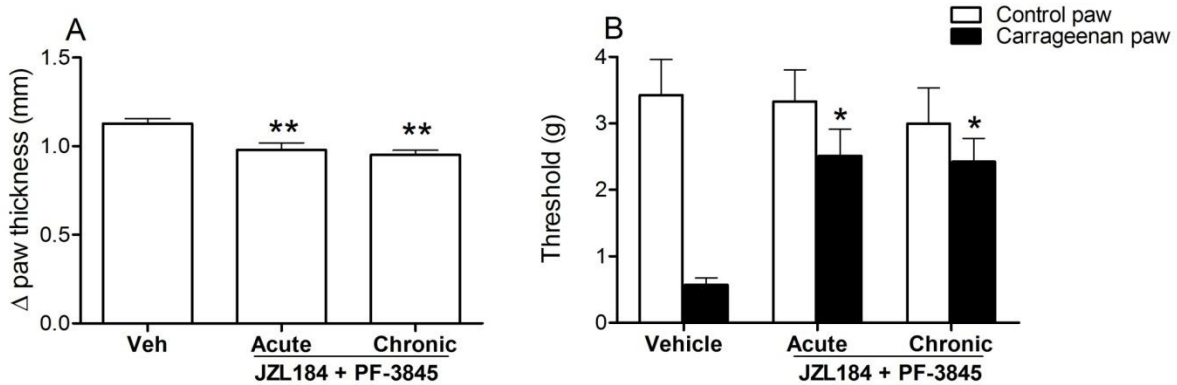 A
Δ paw thickness (mm)
1.5
1.0
0.5
0.0
**
**
Veh
Acute
Chronic
JZL184 + PF-3845
B
Control paw
Carrageenan paw
Threshold (g)
4
3
2
1
0
*
*
Vehicle
Acute
Chronic
JZL184 + PF-3845